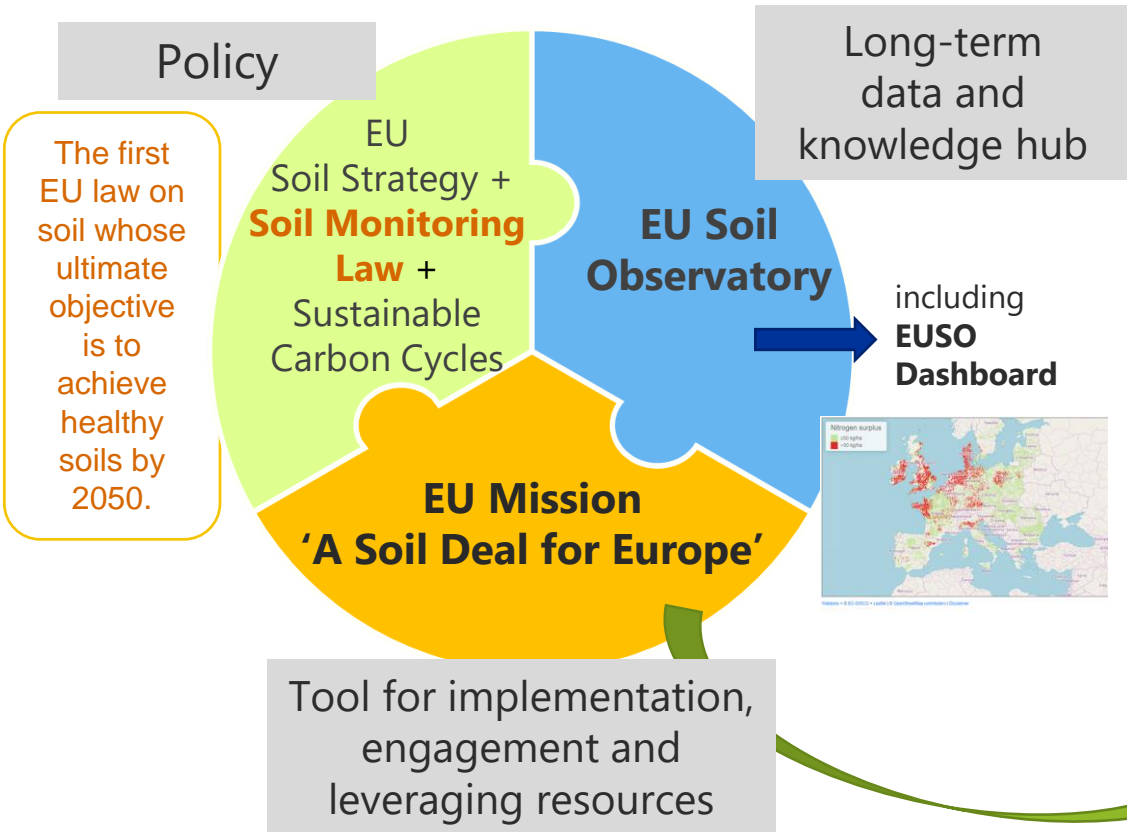 Policy
The first
EU law on
soil whose
ultimate
objective
is to
achieve
healthy
soils by
2050.
EU
Soil Strategy +
Soil Monitoring
Law +
Sustainable
Carbon Cycles
Long-term
data and
knowledge hub
EU Soil
Observatory
including
EUSO
Dashboard
Nitrogen surplus
EU Mission
‘A Soil Deal for Europe’
Tool for implementation,
engagement and
leveraging resources